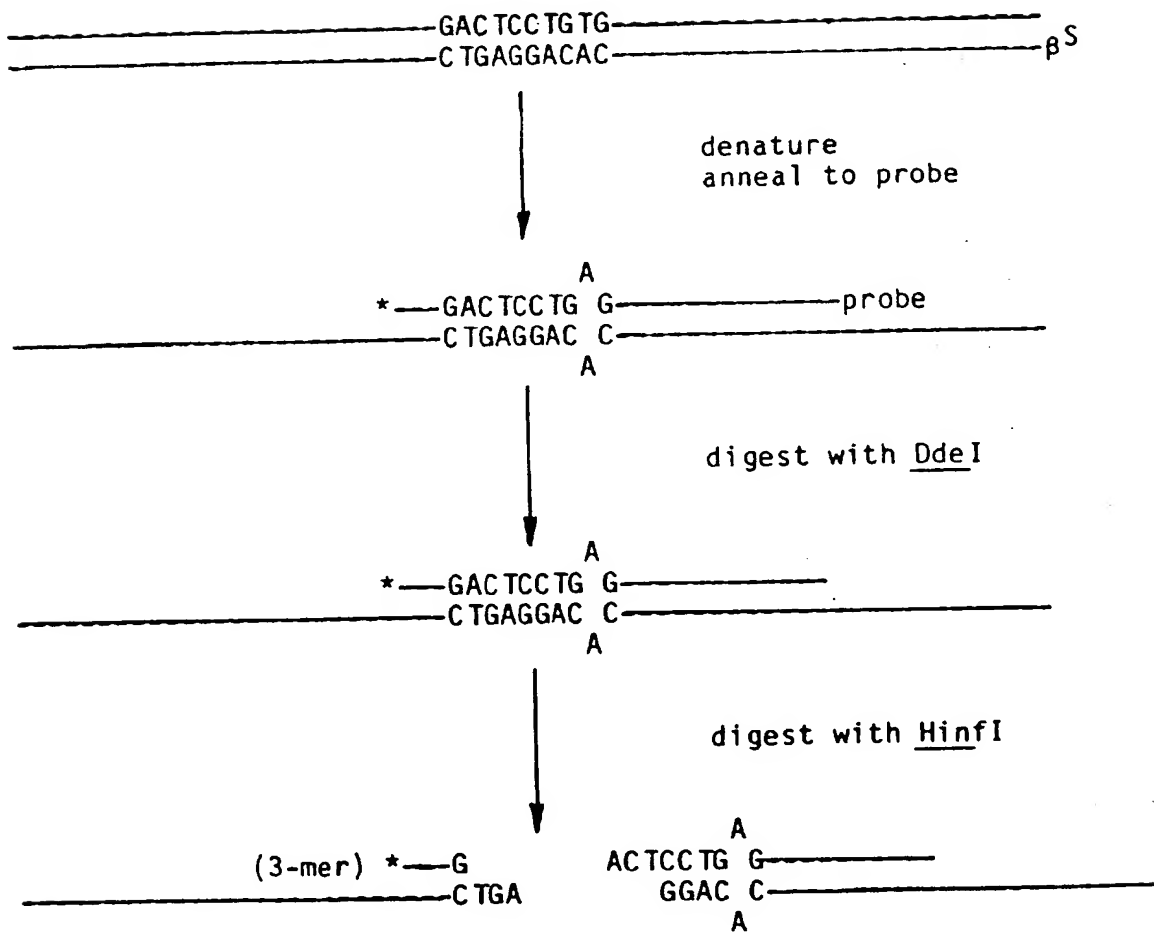 GACTCCTGTG
CTGAGGACAC
βS
denature
anneal to probe
A
*GACTCCTG G probe
CTGAGGAC C
A
digest with DdeI
A
*GACTCCTG G
CTGAGGAC C
A
digest with HinfI
A
(3-mer) *G ACTCCTG G
CTGA GGAC C
A